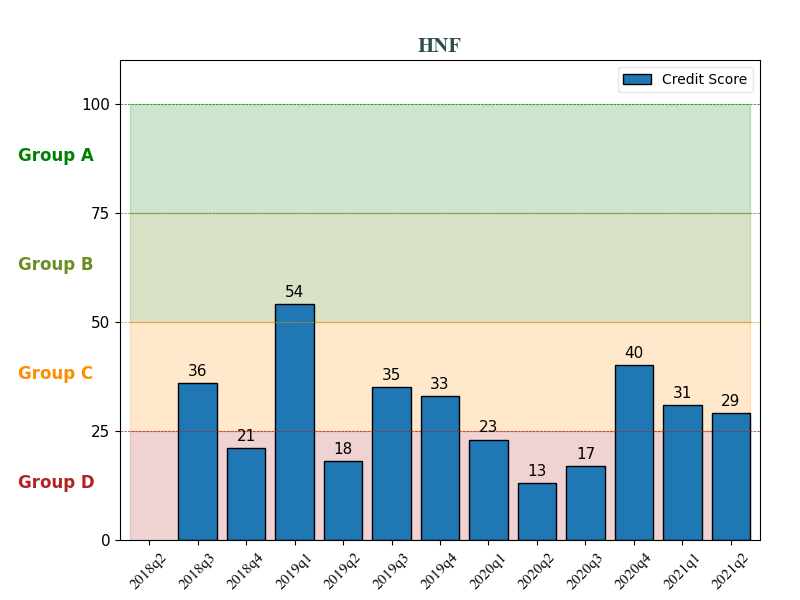 HNF
Credit Score
100
Group A
75
Group B
50
Group C
25
Group D
0
36
21
54
18
35
33
23
13
17
40
31
29
2018q2
2018q3
2018q4
2019q1
2019q2
2019q3
2019q4
2020q1
2020q2
2020q3
2020q4
2021q1
2021q2